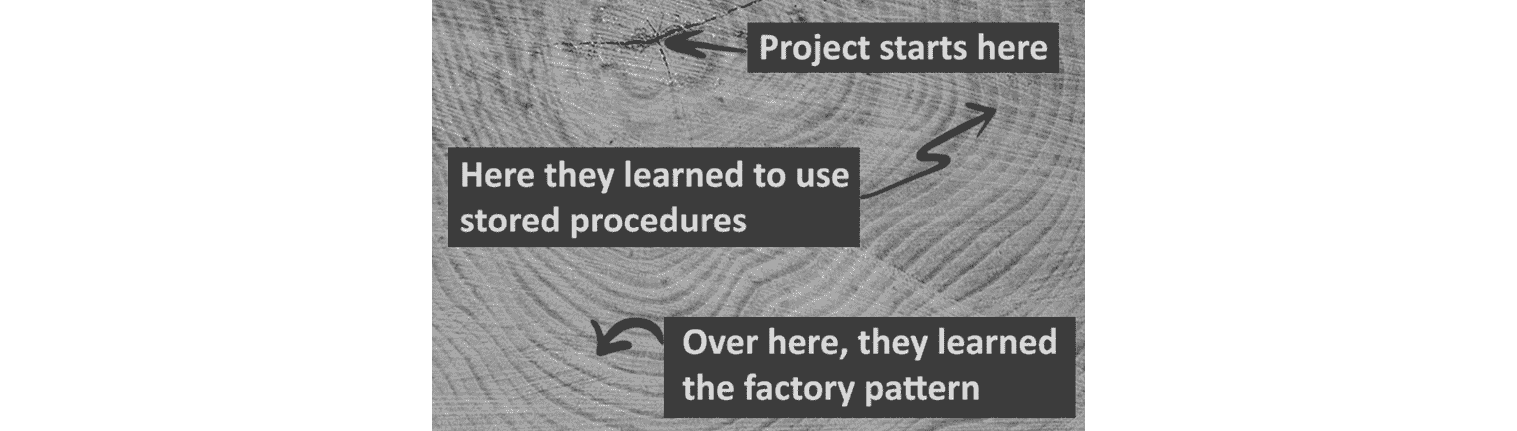 Project starts here
Here they learned to use
stored procedures
Over here, they learned
the factory pattern